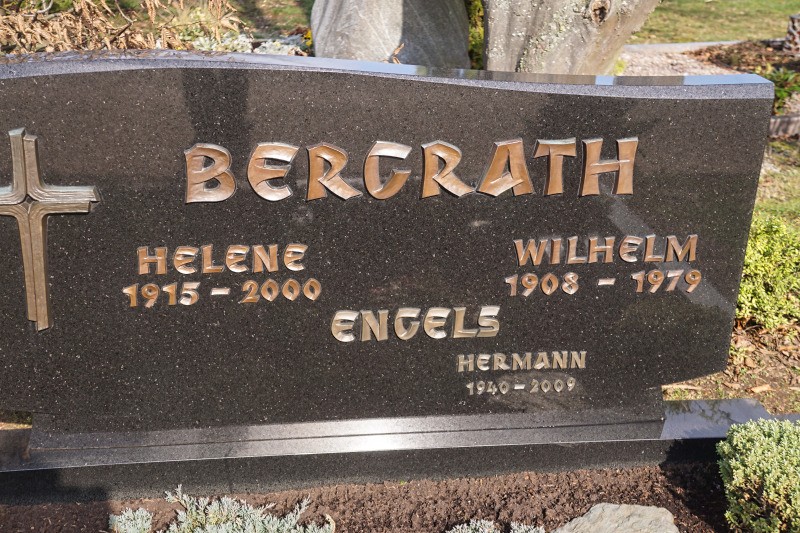 BERGRATH
HELENE WILHELM
1915 - 2000 1908 - 1979
ENGELS
HERMANN
1940 - 2009